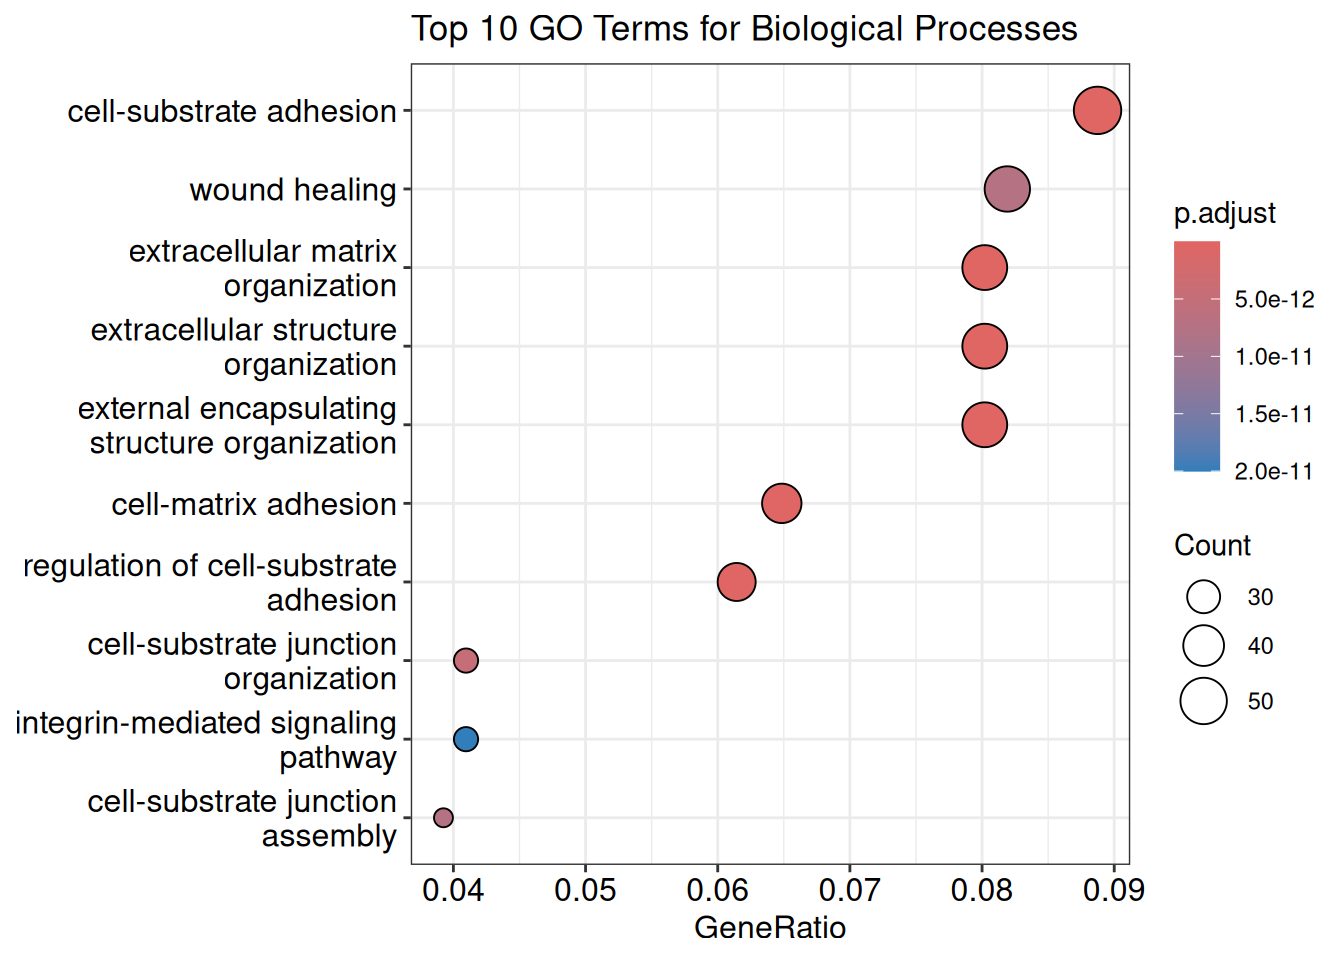 Top 10 GO Terms for Biological Processes
cell-substrate adhesion
wound healing
extracellular matrix
organization
extracellular structure
organization
external encapsulating
structure organization
cell-matrix adhesion
regulation of cell-substrate
adhesion
cell-substrate junction
organization
integrin-mediated signaling
pathway
cell-substrate junction
assembly
0.04 0.05 0.06 0.07 0.08 0.09
GeneRatio
p.adjust
5.0e-12
1.0e-11
1.5e-11
2.0e-11
Count
30
40
50